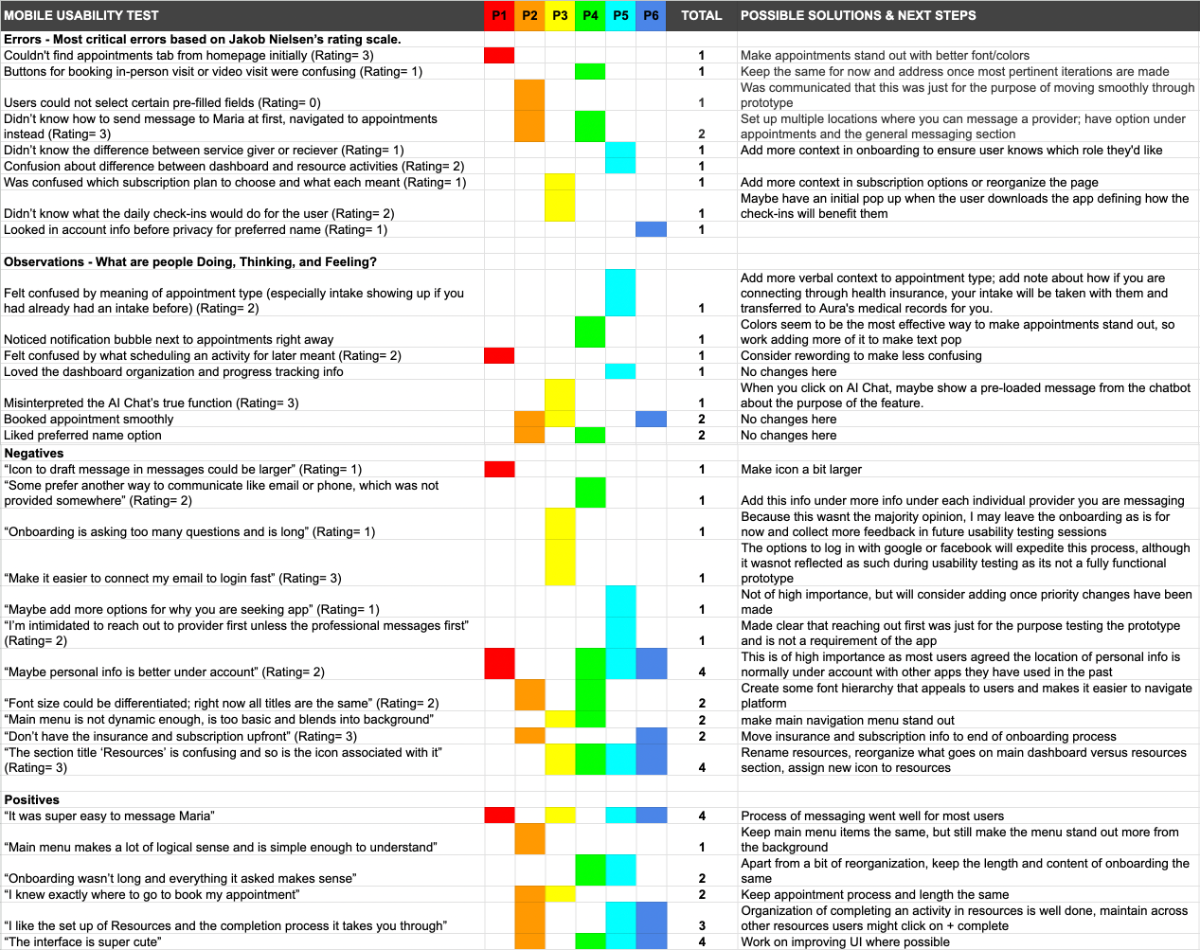 MOBILE USABILITY TEST P1 P2 P3 P4 P5 P6 TOTAL POSSIBLE SOLUTIONS & NEXT STEPS
Errors - Most critical errors based on Jakob Nielsen's rating scale.
Couldn't find appointments tab from homepage initially (Rating= 3) 1 Make appointments stand out with better font/colors
Buttons for booking in-person visit or video visit were confusing (Rating= 1) 1 Keep the same for now and address once most pertinent iterations are made
Users could not select certain pre-filled fields (Rating= 0) 1 Was communicated that this was just for the purpose of moving smoothly through
prototype
Didn't know how to send message to Maria at first, navigated to appointments
instead (Rating= 3) 2 Set up multiple locations where you can message a provider; have option under
appointments and the general messaging section
Didn't know the difference between service giver or reciever (Rating= 1) 1 Add more context in onboarding to ensure user knows which role they'd like
Confusion about difference between dashboard and resource activities (Rating= 2) 1
Was confused which subscription plan to choose and what each meant (Rating= 1) 1 Add more context in subscription options or reorganize the page
Didn't know what the daily check-ins would do for the user (Rating= 2) 1 Maybe have an initial pop up when the user downloads the app defining how the
check-ins will benefit them
Looked in account info before privacy for preferred name (Rating= 1) 1
Observations - What are people Doing, Thinking, and Feeling?
Felt confused by meaning of appointment type (especially intake showing up if you
had already had an intake before) (Rating= 2) 1 Add more verbal context to appointment type; add note about how if you are
connecting through health insurance, your intake will be taken with them and
transferred to Aura's medical records for you.
Noticed notification bubble next to appointments right away 1 Colors seem to be the most effective way to make appointments stand out, so
work adding more of it to make text pop
Felt confused by what scheduling an activity for later meant (Rating= 2) 1 Consider rewording to make less confusing
Loved the dashboard organization and progress tracking info 1 No changes here
Misinterpreted the AI Chat's true function (Rating= 3) 1 When you click on AI Chat, maybe show a pre-loaded message from the chatbot
about the purpose of the feature.
Booked appointment smoothly 2 No changes here
Liked preferred name option 2 No changes here
Negatives
“Icon to draft message in messages could be larger” (Rating= 1) 1 Make icon a bit larger
“Some prefer another way to communicate like email or phone, which was not
provided somewhere” (Rating= 2) 1 Add this info under more info under each individual provider you are messaging
“Onboarding is asking too many questions and is long” (Rating= 1) 1 Because this wasnt the majority opinion, I may leave the onboarding as is for
now and collect more feedback in future usability testing sessions
“Make it easier to connect my email to login fast” (Rating= 3) 1 The options to log in with google or facebook will expedite this process, although
it wasnot reflected as such during usability testing as its not a fully functional
prototype
“Maybe add more options for why you are seeking app” (Rating= 1) 1 Not of high importance, but will consider adding once priority changes have been
made
“I'm intimidated to reach out to provider first unless the professional messages first”
(Rating= 2) 1 Made clear that reaching out first was just for the purpose testing the prototype
and is not a requirement of the app
“Maybe personal info is better under account” (Rating= 2) 4 This is of high importance as most users agreed the location of personal info is
normally under account with other apps they have used in the past
“Font size could be differentiated; right now all titles are the same” (Rating= 2) 2 Create some font hierarchy that appeals to users and makes it easier to navigate
platform
“Main menu is not dynamic enough, is too basic and blends into background” 2 make main navigation menu stand out
“Don't have the insurance and subscription upfront” (Rating= 3) 2 Move insurance and subscription info to end of onboarding process
“The section title ‘Resources’ is confusing and so is the icon associated with it”
(Rating= 3) 4 Rename resources, reorganize what goes on main dashboard versus resources
section, assign new icon to resources
Positives
“It was super easy to message Maria” 4 Process of messaging went well for most users
“Main menu makes a lot of logical sense and is simple enough to understand” 1 Keep main menu items the same, but still make the menu stand out more from
the background
“Onboarding wasn't long and everything it asked makes sense” 2 Apart from a bit of reorganization, keep the length and content of onboarding the
same
“I knew exactly where to go to book my appointment” 2 Keep appointment process and length the same
“I like the set up of Resources and the completion process it takes you through” 3 Organization of completing an activity in resources is well done, maintain across
other resources users might click on + complete
“The interface is super cute” 4 Work on improving UI where possible